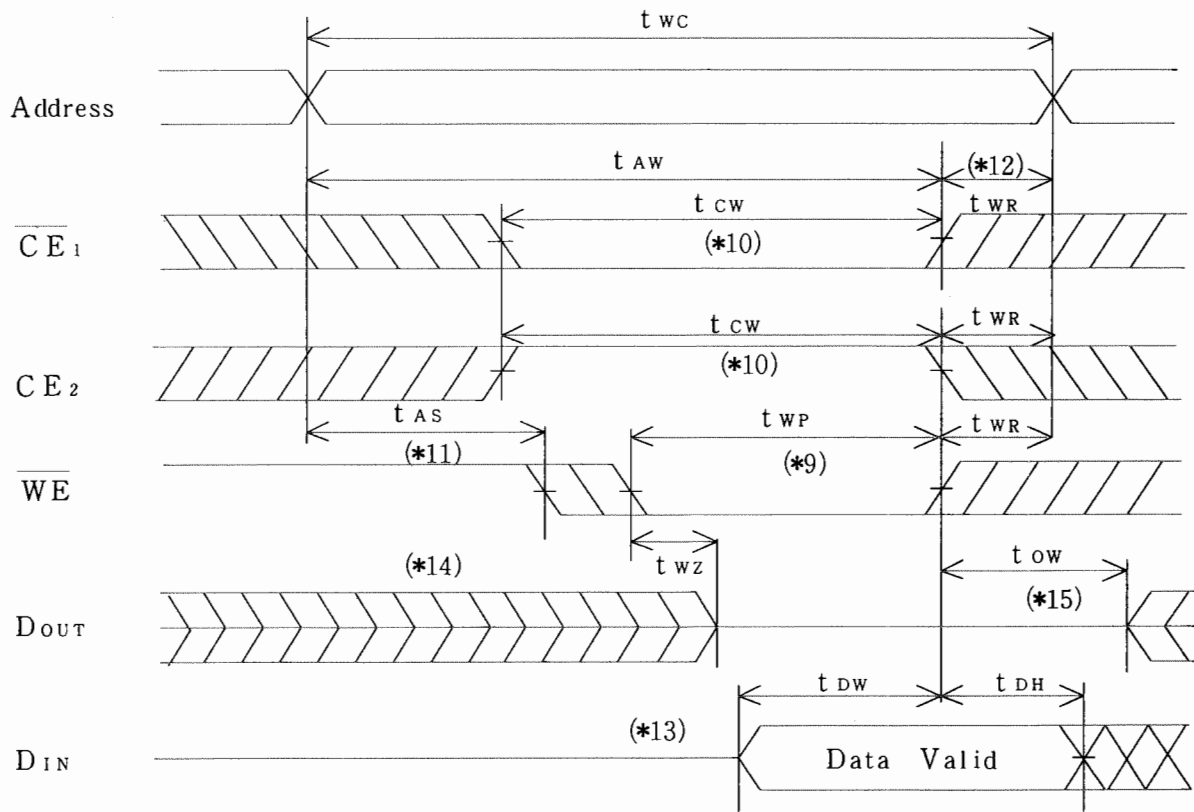 t WC
Address
t AW
(*12)
t CW
t WR
CE1
(*10)
t CW
t WR
CE2
(*10)
t AS
t WP
t WR
(*11)
(*9)
WE
(*14)
t WZ
t OW
(*15)
DOUT
t DW
t DH
(*13)
DIN
Data Valid